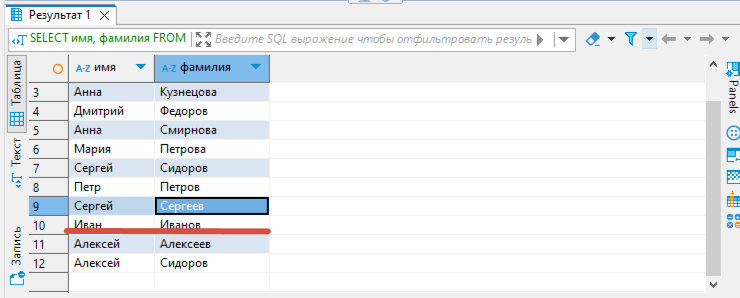 Результат 1
SELECT имя, фамилия FROM Введите SQL выражение чтобы отфильтровать резуль
Таблица
Текст
Запись
A-Z имя A-Z фамилия
3 Анна Кузнецова
4 Дмитрий Федоров
5 Анна Смирнова
6 Мария Петрова
7 Сергей Сидоров
8 Петр Петров
9 Сергей Сергеев
10 Иван Иванов
11 Алексей Алексеев
12 Алексей Сидоров
Panels